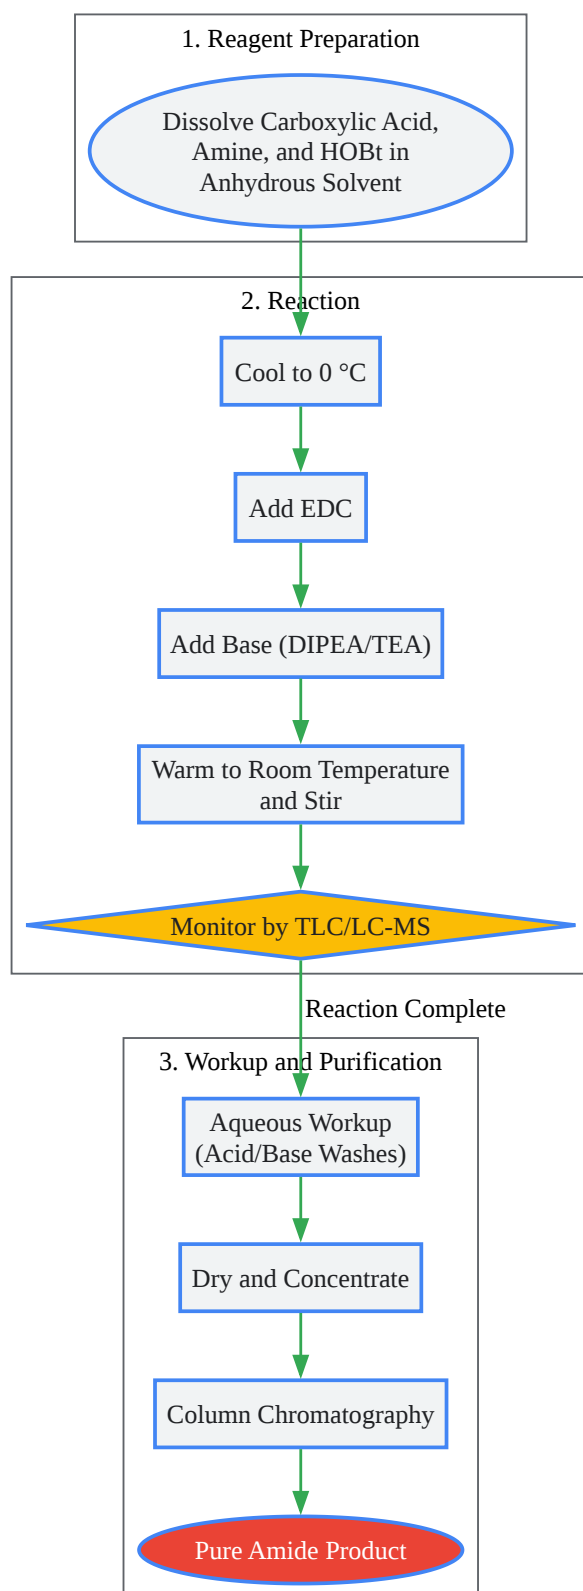 1. Reagent Preparation
Dissolve Carboxylic Acid,
Amine, and HOBt in
Anhydrous Solvent
2. Reaction
Cool to 0 °C
Add EDC
Add Base (DIPEA/TEA)
Warm to Room Temperature
and Stir
Monitor by TLC/LC-MS
Reaction Complete
3. Workup and Purification
Aqueous Workup
(Acid/Base Washes)
Dry and Concentrate
Column Chromatography
Pure Amide Product